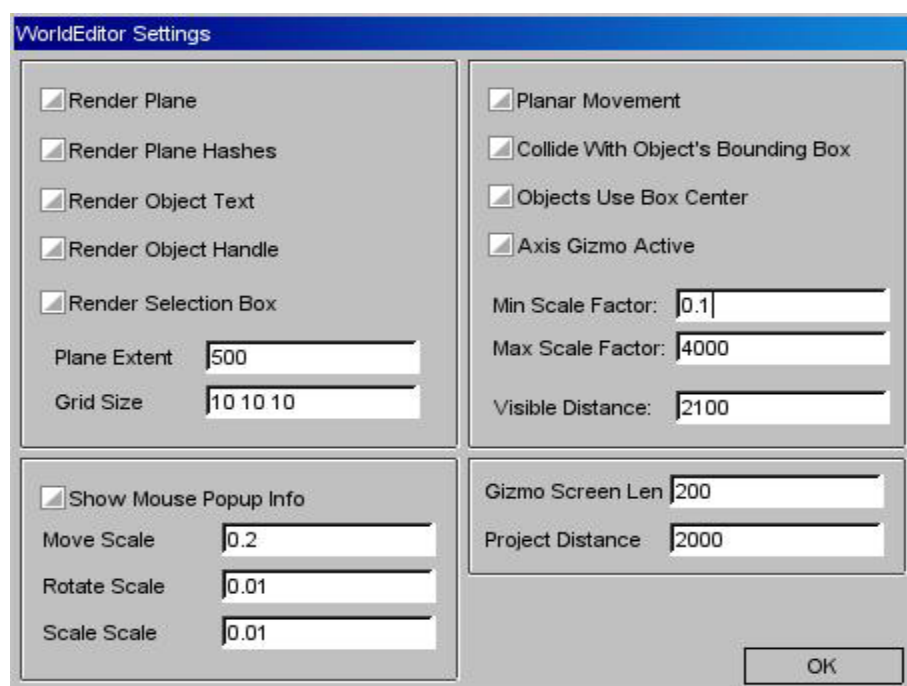 WorldEditor Settings
Render Plane
Render Plane Hashes
Render Object Text
Render Object Handle
Render Selection Box
Plane Extent 500
Grid Size 10 10 10
Planar Movement
Collide With Object's Bounding Box
Objects Use Box Center
Axis Gizmo Active
Min Scale Factor: 0.1
Max Scale Factor: 4000
Visible Distance: 2100
Show Mouse Popup Info
Move Scale 0.2
Rotate Scale 0.01
Scale Scale 0.01
Gizmo Screen Len 200
Project Distance 2000
OK